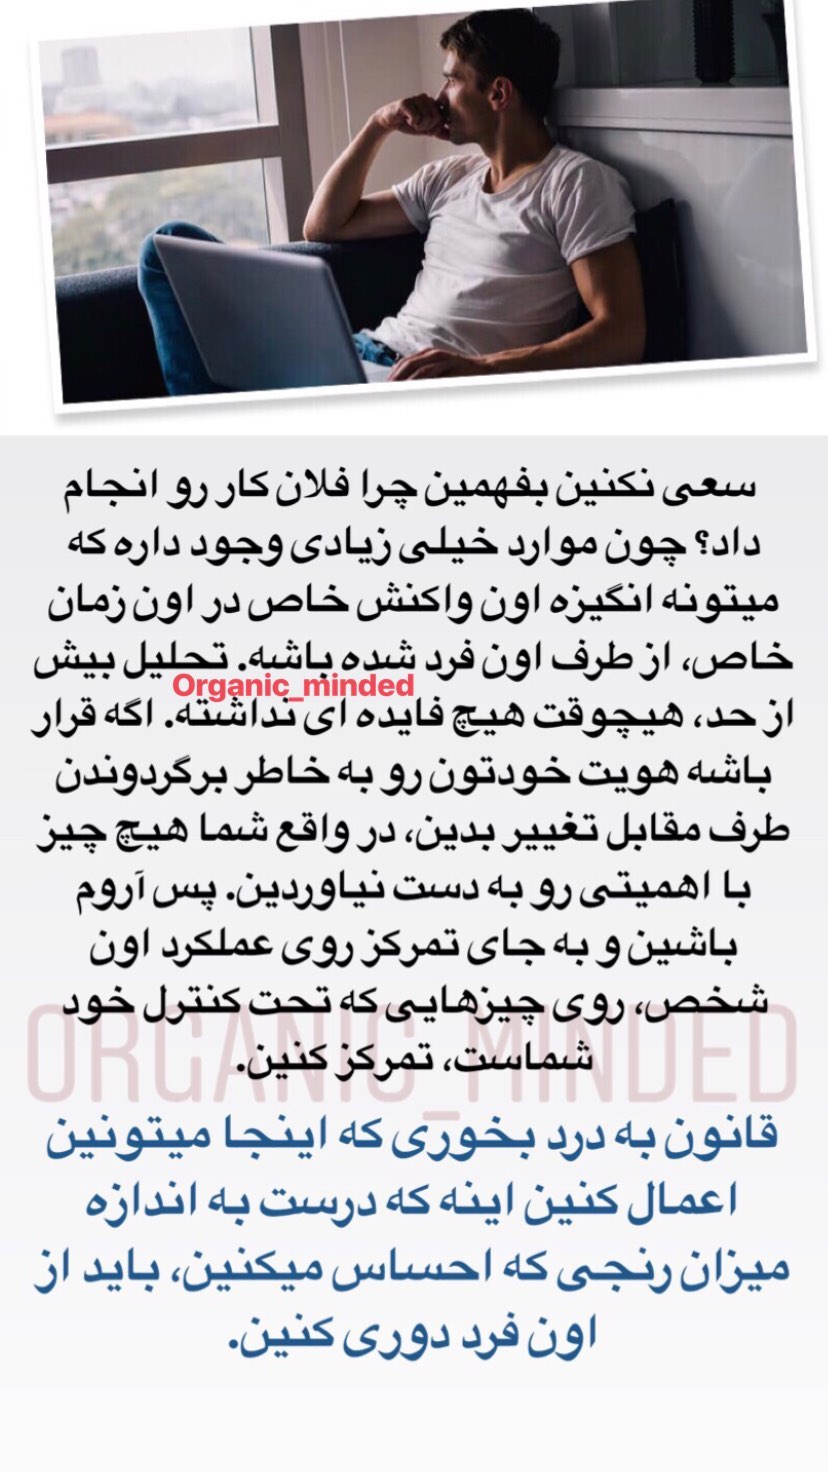 سعی نکنین بفهمین چرا فلان کار رو انجام
داد؟ چون موارد خیلی زیادی وجود داره که
میتونه انگیزه اون واکنش خاص در اون زمان
خاص، از طرف اون فرد شده باشه. تحلیل بیش
Organic_minded
از حد، هیچوقت هیچ فایده ای نداشته. اگه قرار
باشه هویت خودتون رو به خاطر برگردوندن
طرف مقابل تغییر بدین، در واقع شما هیچ چیز
با اهمیتی رو به دست نیاوردین. پس آروم
باشین و به جای تمرکز روی عملکرد اون
شخص، روی چیزهایی که تحت کنترل خود
ORGANIC_MINDED
شماست، تمرکز کنین.
قانون به درد بخوری که اینجا میتونین
اعمال کنین اینه که درست به اندازه
میزان رنجی که احساس میکنین، باید از
اون فرد دوری کنین.